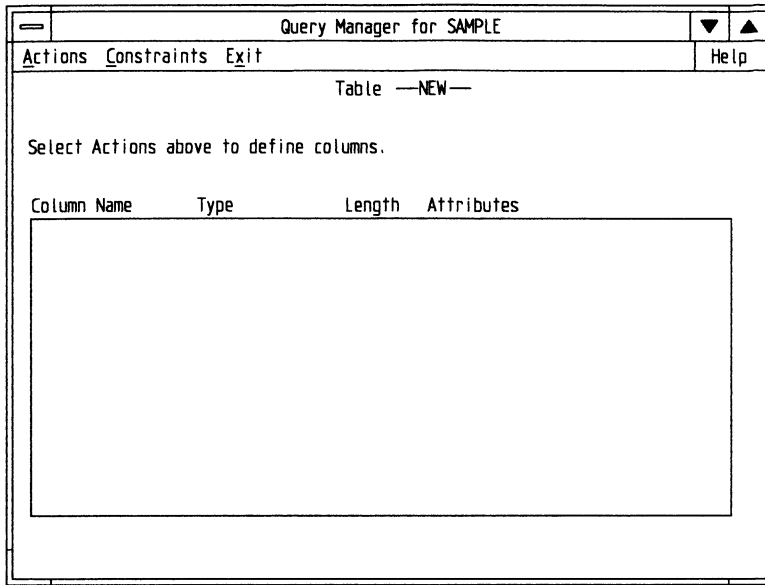 Query Manager for SAMPLE
Actions Constraints Exit Help
Table —NEW—
Select Actions above to define columns.
Column Name Type Length Attributes